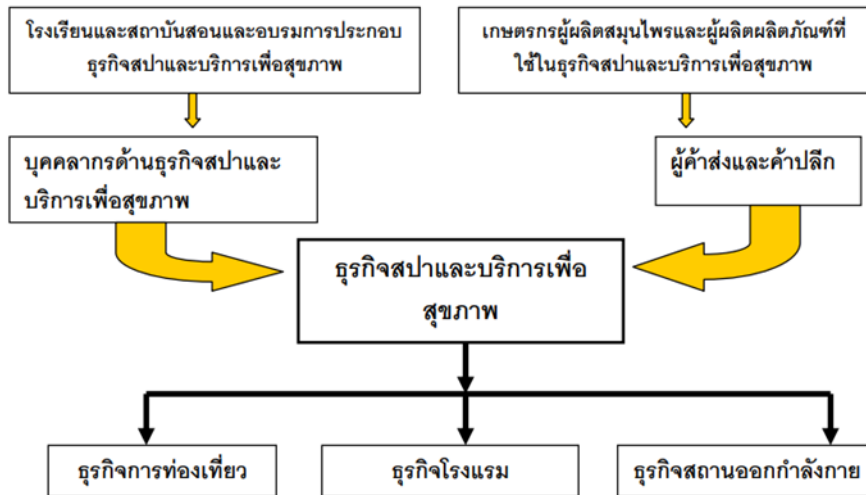 โรงเรียนและสถาบันสอนและอบรมการประกอบ
ธุรกิจสปาและบริการเพื่อสุขภาพ
เกษตรกรผู้ผลิตสมุนไพรและผู้ผลิตผลิตภัณฑ์ที่
ใช้ในธุรกิจสปาและบริการเพื่อสุขภาพ
บุคคลากรด้านธุรกิจสปาและ
บริการเพื่อสุขภาพ
ผู้ค้าส่งและค้าปลีก
ธุรกิจสปาและบริการเพื่อ
สุขภาพ
ธุรกิจการท่องเที่ยว
ธุรกิจโรงแรม
ธุรกิจสถานออกกำลังกาย